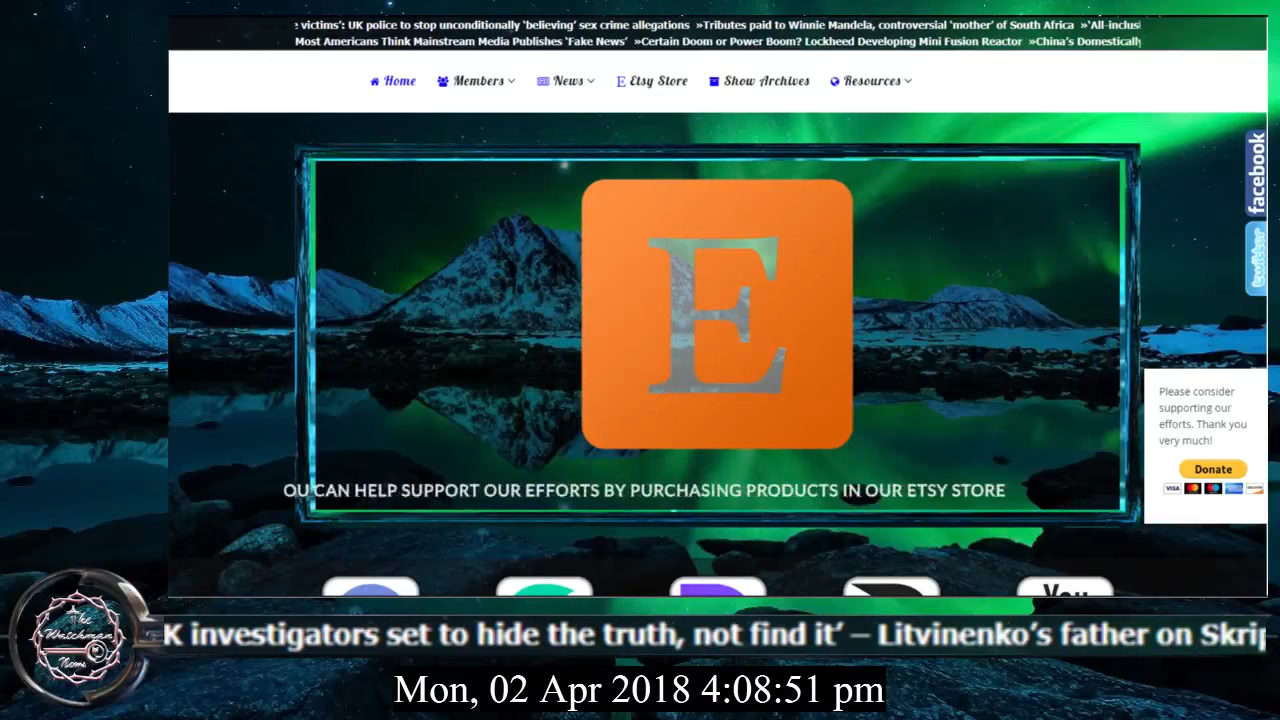 e victims': UK police to stop unconditionally 'believing' sex crime allegations »Tributes paid to Winnie Mandela, controversial 'mother' of South Africa »'All-inclusi
Most Americans Think Mainstream Media Publishes 'Fake News' »Certain Doom or Power Boom? Lockheed Developing Mini Fusion Reactor »China's Domestically
Home Members News Etsy Store Show Archives Resources
facebook
twitter
E
Please consider
supporting our
efforts. Thank you
very much!
Donate
VISA
OU CAN HELP SUPPORT OUR EFFORTS BY PURCHASING PRODUCTS IN OUR ETSY STORE
You
The
Watchman
News
K investigators set to hide the truth, not find it' – Litvinenko's father on Skrip
Mon, 02 Apr 2018 4:08:51 pm